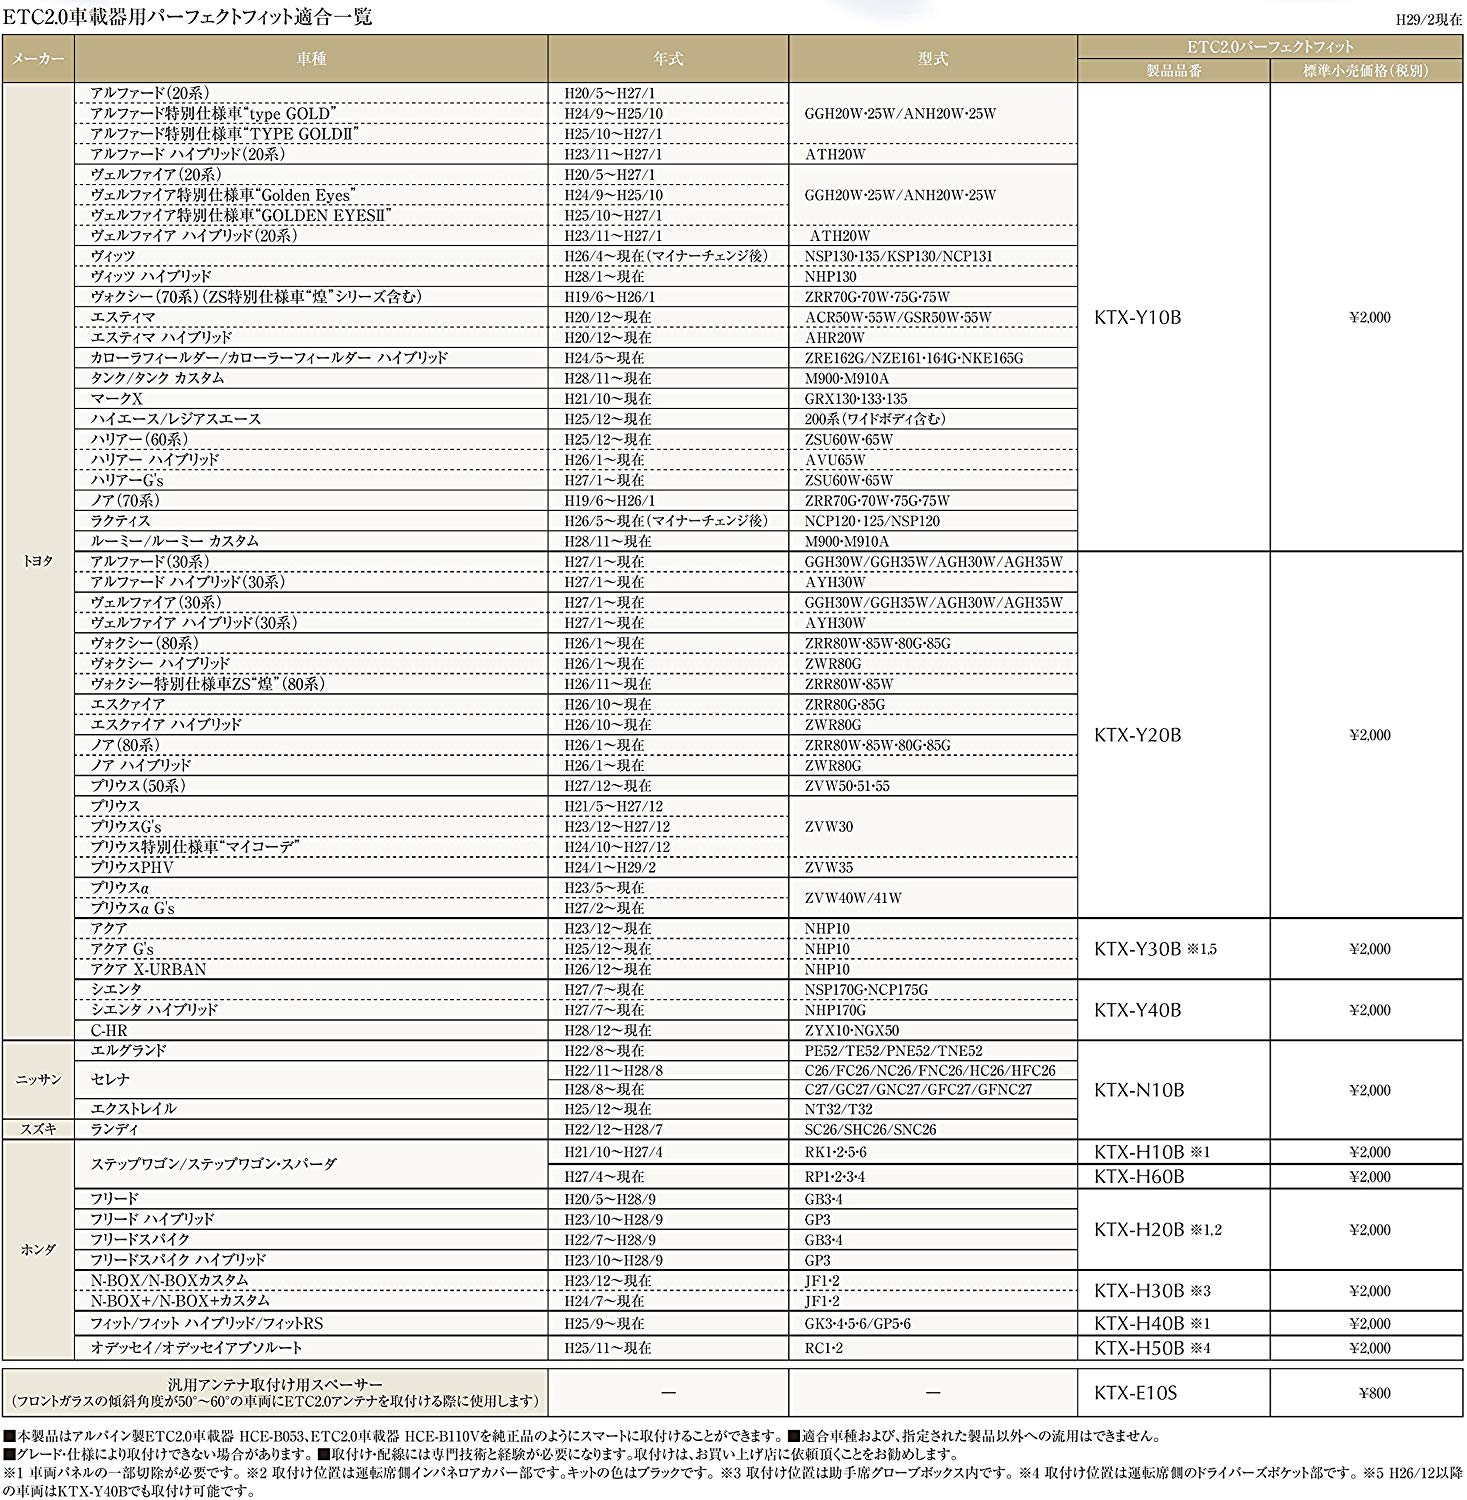 ETC2.0車載器用パーフェクトフィット適合一覧 H29/2現在
メーカー 車種 年式 型式 ETC2.0パーフェクトフィット
製品品番 標準小売価格(税別)
トヨタ
アルファード(20系) H20/5〜H27/1
アルファード特別仕様車“type GOLD” H24/9〜H25/10 GGH20W・25W/ANH20W・25W
アルファード特別仕様車“TYPE GOLDⅡ” H25/10〜H27/1
アルファード ハイブリッド(20系) H23/11〜H27/1 ATH20W
ヴェルファイア(20系) H20/5〜H27/1
ヴェルファイア特別仕様車“Golden Eyes” H24/9〜H25/10 GGH20W・25W/ANH20W・25W
ヴェルファイア特別仕様車“GOLDEN EYESⅡ” H25/10〜H27/1
ヴェルファイア ハイブリッド(20系) H23/11〜H27/1 ATH20W
ヴィッツ H26/4〜現在(マイナーチェンジ後) NSP130・135/KSP130/NCP131
ヴィッツ ハイブリッド H28/1〜現在 NHP130
ヴォクシー(70系)(ZS特別仕様車“煌”シリーズ含む) H19/6〜H26/1 ZRR70G・70W・75G・75W
エスティマ H20/12〜現在 ACR50W・55W/GSR50W・55W KTX-Y10B ¥2,000
エスティマ ハイブリッド H20/12〜現在 AHR20W
カローラフィールダー/カローラーフィールダー ハイブリッド H24/5〜現在 ZRE162G/NZE161・164G・NKE165G
タンク/タンク カスタム H28/11〜現在 M900・M910A
マークX H21/10〜現在 GRX130・133・135
ハイエース/レジアスエース H25/12〜現在 200系(ワイドボディ含む)
ハリアー(60系) H25/12〜現在 ZSU60W・65W
ハリアー ハイブリッド H26/1〜現在 AVU65W
ハリアーG's H27/1〜現在 ZSU60W・65W
ノア(70系) H19/6〜H26/1 ZRR70G・70W・75G・75W
ラクティス H26/5〜現在(マイナーチェンジ後) NCP120・125/NSP120
ルーミー/ルーミー カスタム H28/11〜現在 M900・M910A
アルファード(30系) H27/1〜現在 GGH30W/GGH35W/AGH30W/AGH35W
アルファード ハイブリッド(30系) H27/1〜現在 AYH30W
ヴェルファイア(30系) H27/1〜現在 GGH30W/GGH35W/AGH30W/AGH35W
ヴェルファイア ハイブリッド(30系) H27/1〜現在 AYH30W
ヴォクシー(80系) H26/1〜現在 ZRR80W・85W・80G・85G
ヴォクシー ハイブリッド H26/1〜現在 ZWR80G
ヴォクシー特別仕様車ZS“煌”(80系) H26/11〜現在 ZRR80W・85W
エスクァイア H26/10〜現在 ZRR80G・85G
エスクァイア ハイブリッド H26/10〜現在 ZWR80G
ノア(80系) H26/1〜現在 ZRR80W・85W・80G・85G KTX-Y20B ¥2,000
ノア ハイブリッド H26/1〜現在 ZWR80G
プリウス(50系) H27/12〜現在 ZVW50・51・55
プリウス H21/5〜H27/12
プリウスG's H23/12〜H27/12 ZVW30
プリウス特別仕様車“マイコーデ” H24/10〜H27/12
プリウスPHV H24/1〜H29/2 ZVW35
プリウスα H23/5〜現在 ZVW40W/41W
プリウスα G's H27/2〜現在
アクア H23/12〜現在 NHP10
アクア G's H25/12〜現在 NHP10 KTX-Y30B ※1,5 ¥2,000
アクア X-URBAN H26/12〜現在 NHP10
シエンタ H27/7〜現在 NSP170G・NCP175G
シエンタ ハイブリッド H27/7〜現在 NHP170G KTX-Y40B ¥2,000
C-HR H28/12〜現在 ZYX10・NGX50
ニッサン
エルグランド H22/8〜現在 PE52/TE52/PNE52/TNE52
セレナ H22/11〜H28/8 C26/FC26/NC26/FNC26/HC26/HFC26
H28/8〜現在 C27/GC27/GNC27/GFC27/GFNC27 KTX-N10B ¥2,000
エクストレイル H25/12〜現在 NT32/T32
スズキ ランディ H22/12〜H28/7 SC26/SHC26/SNC26
ホンダ
ステップワゴン/ステップワゴン・スパーダ H21/10〜H27/4 RK1・2・5・6 KTX-H10B ※1 ¥2,000
H27/4〜現在 RP1・2・3・4 KTX-H60B ¥2,000
フリード H20/5〜H28/9 GB3・4
フリード ハイブリッド H23/10〜H28/9 GP3 KTX-H20B ※1,2 ¥2,000
フリードスパイク H22/7〜H28/9 GB3・4
フリードスパイク ハイブリッド H23/10〜H28/9 GP3
N-BOX/N-BOXカスタム H23/12〜現在 JF1・2 KTX-H30B ※3 ¥2,000
N-BOX+/N-BOX+カスタム H24/7〜現在 JF1・2
フィット/フィット ハイブリッド/フィットRS H25/9〜現在 GK3・4・5・6/GP5・6 KTX-H40B ※1 ¥2,000
オデッセイ/オデッセイアブソルート H25/11〜現在 RC1・2 KTX-H50B ※4 ¥2,000
汎用アンテナ取付け用スペーサー
(フロントガラスの傾斜角度が50°〜60°の車両にETC2.0アンテナを取付ける際に使用します) ー ー KTX-E10S ¥800
■本製品はアルパイン製ETC2.0車載器 HCE-B053、ETC2.0車載器 HCE-B110Vを純正品のようにスマートに取付けることができます。 ■適合車種および、指定された製品以外への流用はできません。
■グレード・仕様により取付けできない場合があります。 ■取付け・配線には専門技術と経験が必要になります。取付けは、お買い上げ店に依頼頂くことをお勧めします。
※1 車両パネルの一部切除が必要です。 ※2 取付け位置は運転席側インパネロアカバー部です。キットの色はブラックです。 ※3 取付け位置は助手席グローブボックス内です。 ※4 取付け位置は運転席側のドライバーズポケット部です。 ※5 H26/12以降
の車両はKTX-Y40Bでも取付け可能です。